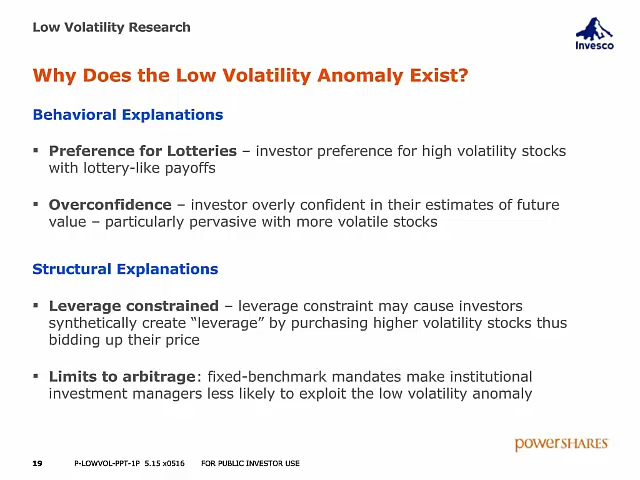 Low Volatility Research
Invesco
Why Does the Low Volatility Anomaly Exist?
Behavioral Explanations
▪ Preference for Lotteries – investor preference for high volatility stocks
with lottery-like payoffs
▪ Overconfidence – investor overly confident in their estimates of future
value – particularly pervasive with more volatile stocks
Structural Explanations
▪ Leverage constrained – leverage constraint may cause investors
synthetically create “leverage” by purchasing higher volatility stocks thus
bidding up their price
▪ Limits to arbitrage: fixed-benchmark mandates make institutional
investment managers less likely to exploit the low volatility anomaly
powerSHARES
19 P-LOWVOL-PPT-1P 5.15 x0516 FOR PUBLIC INVESTOR USE